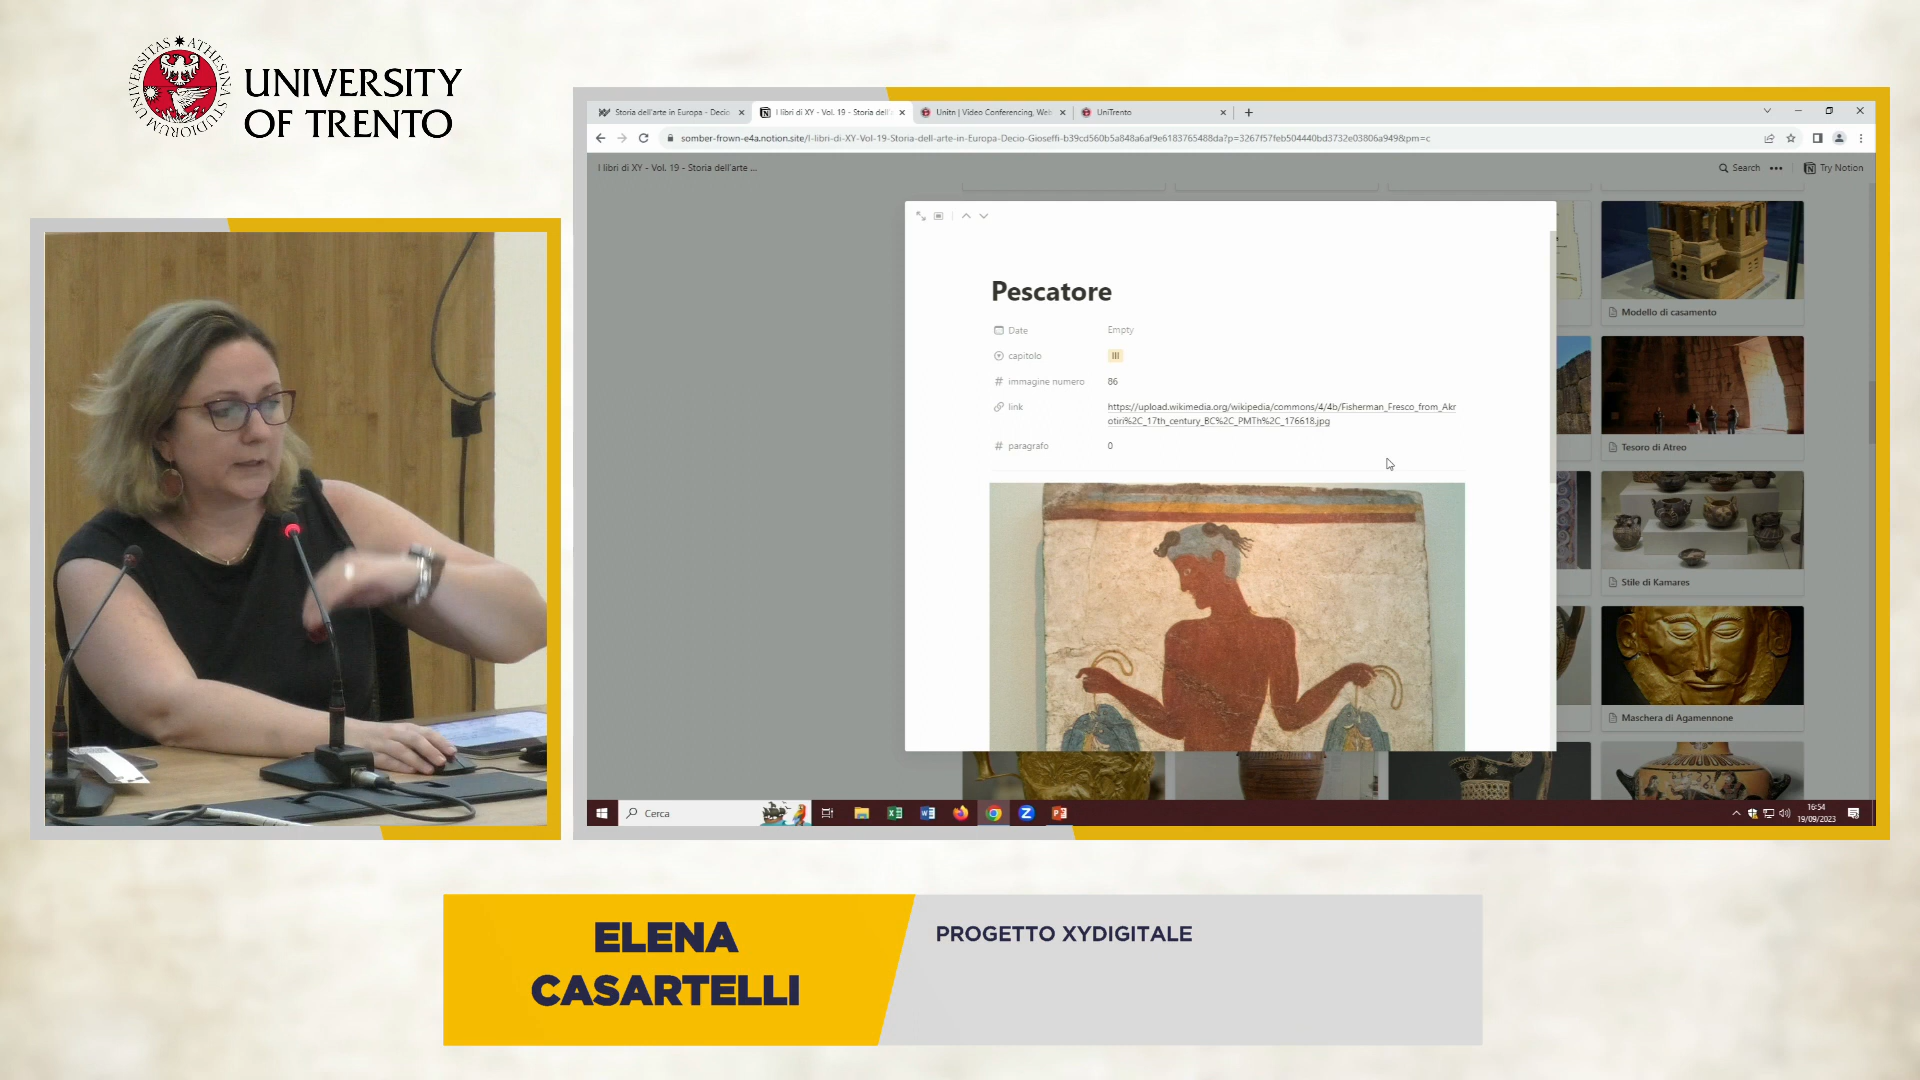 UNIVERSITAS ATHESINA STUDIORUM
UNIVERSITY
OF TRENTO
Storia dell'arte in Europa - Decio
I libri di XY - Vol. 19 - Storia dell'
Unitn | Video Conferencing, Web
UniTrento
somber-frown-e4a.notion.site/I-libri-di-XY-Vol-19-Storia-dell-arte-in-Europa-Decio-Gioseffi-b39cd560b5a848a6af9e6183765488da?p=3267f57feb504440bd3732e03806a949&pm=c
I libri di XY - Vol. 19 - Storia dell'arte ...
Search
Try Notion
Pescatore
Date Empty
capitolo III
immagine numero 86
link https://upload.wikimedia.org/wikipedia/commons/4/4b/Fisherman_Fresco_from_Akr
otiri%2C_17th_century_BC%2C_PMTh%2C_176618.jpg
paragrafo 0
Modello di casamento
Tesoro di Atreo
Stile di Kamares
Maschera di Agamennone
Cerca
16:54
19/09/2023
ELENA
CASARTELLI
PROGETTO XYDIGITALE